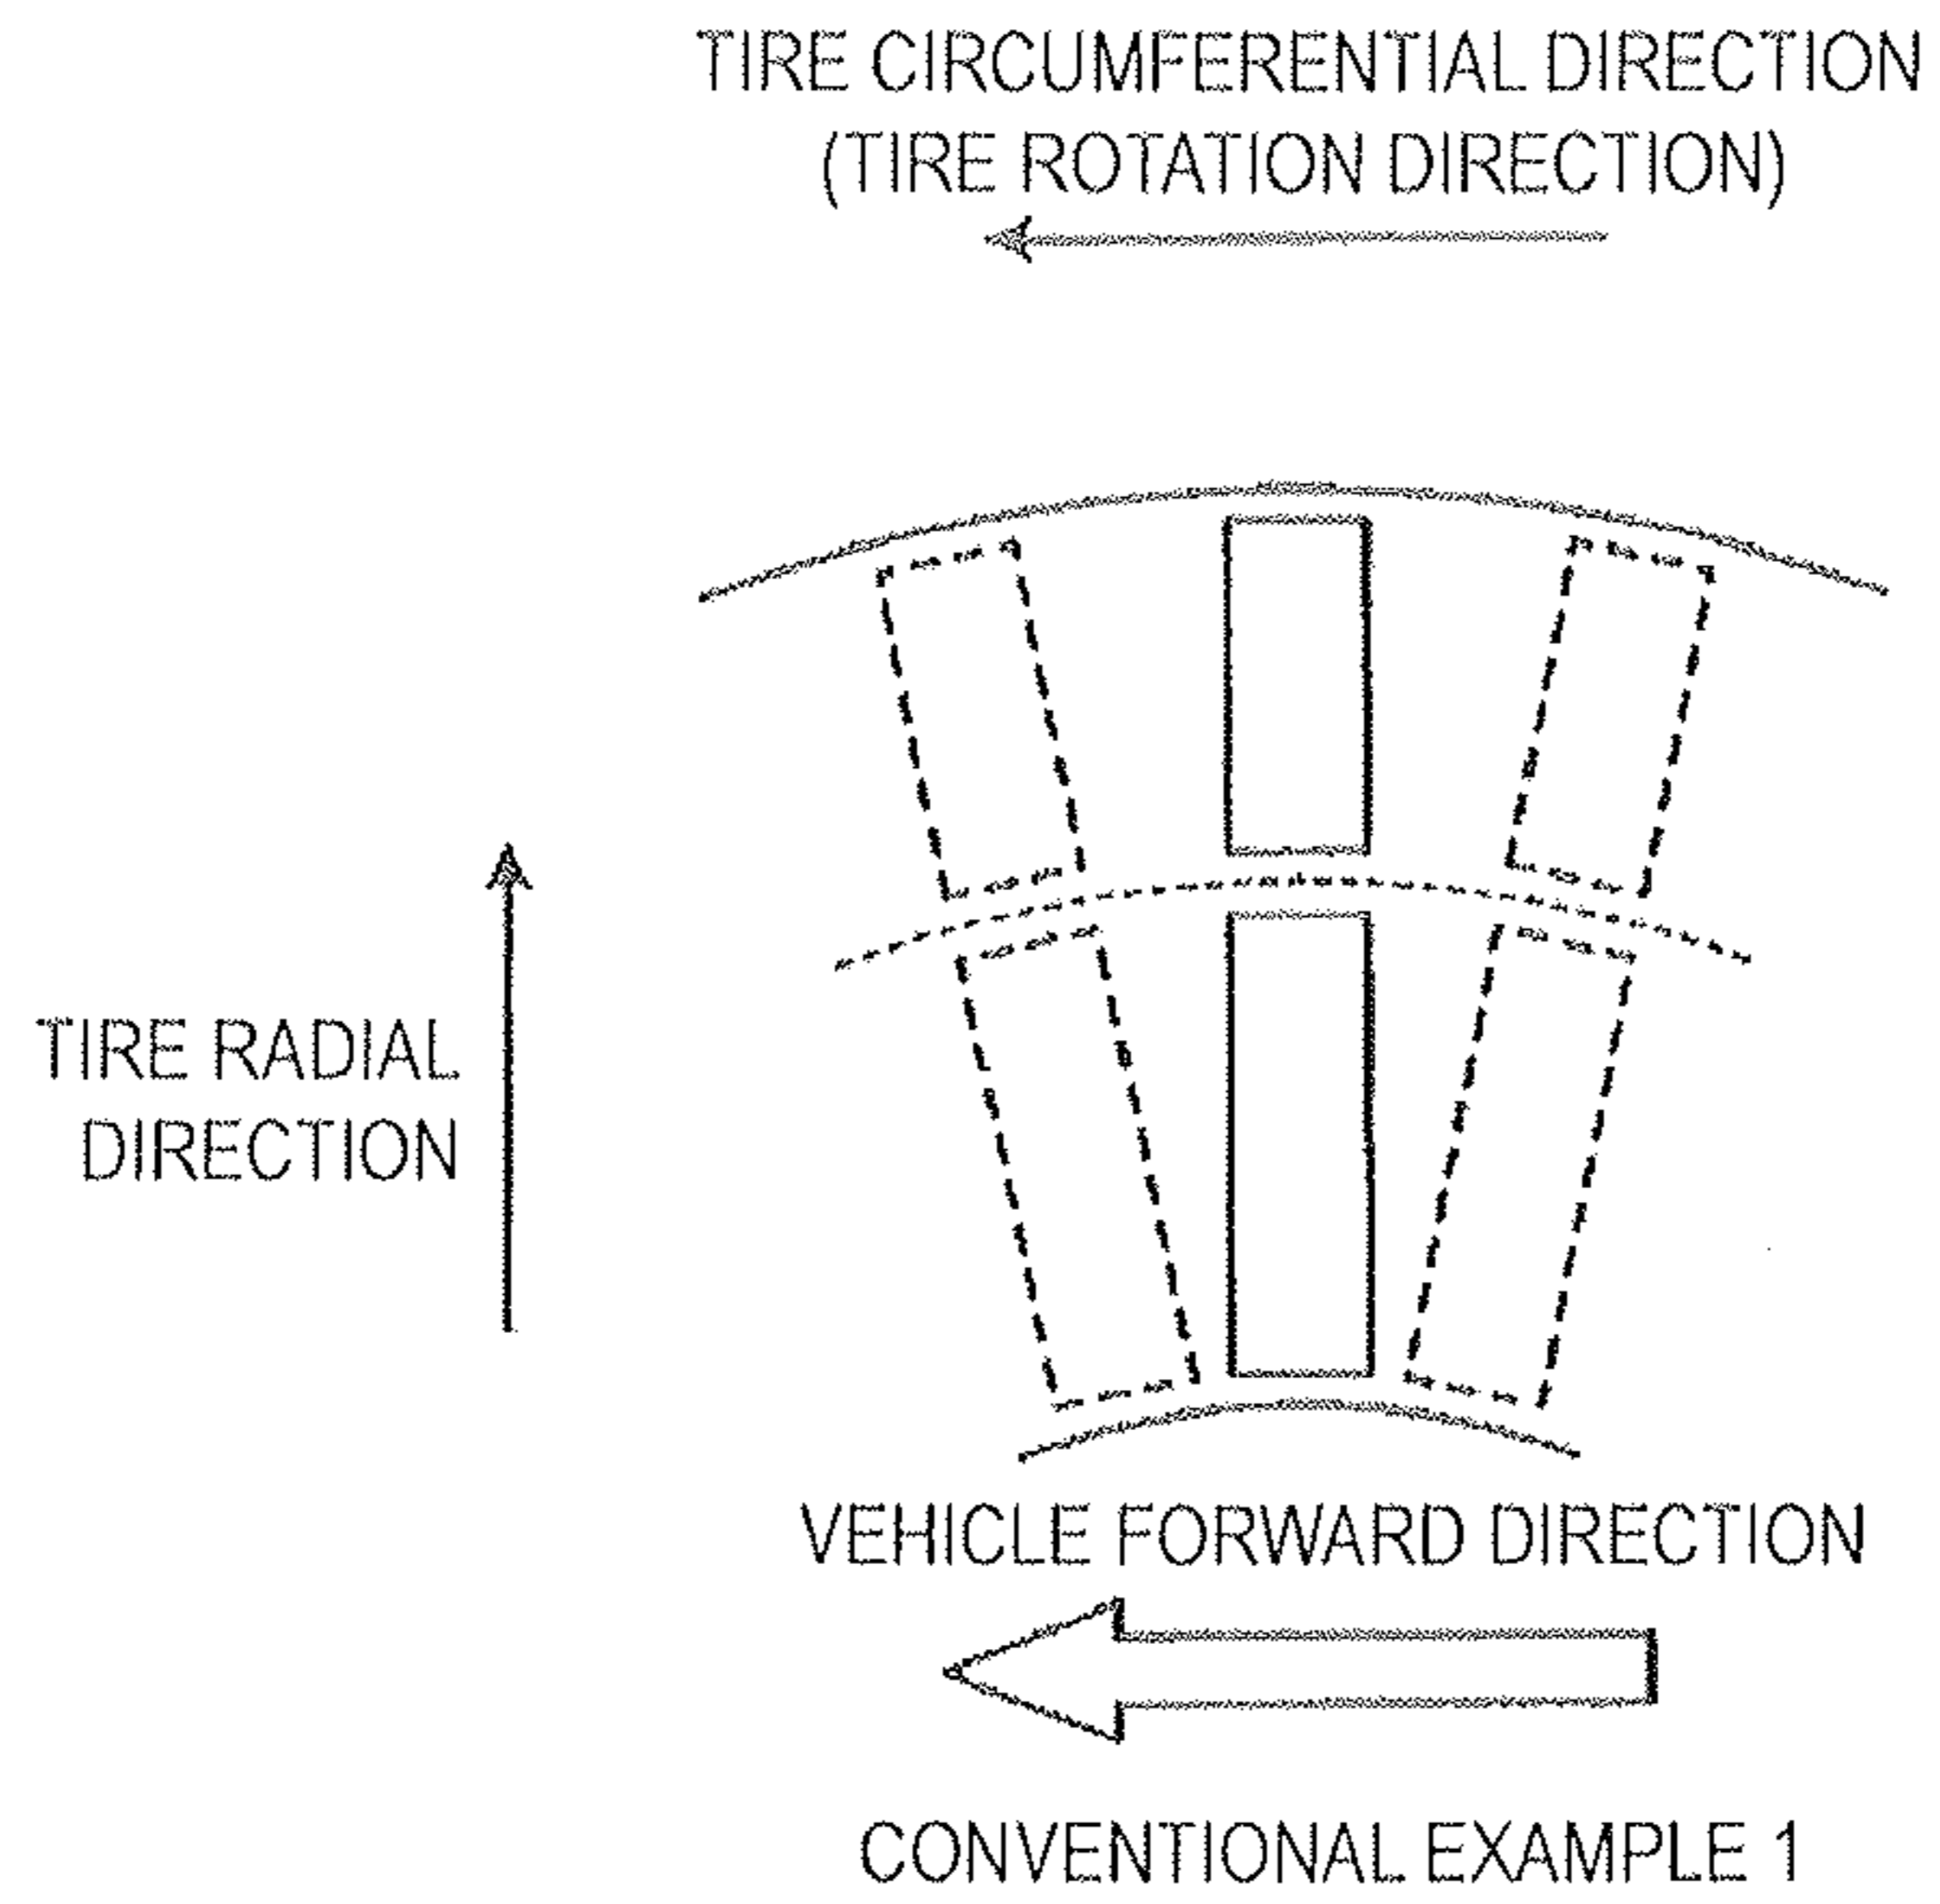 TIRE CIRCUMFERENTIAL DIRECTION
(TIRE ROTATION DIRECTION)
TIRE RADIAL
DIRECTION
VEHICLE FORWARD DIRECTION
CONVENTIONAL EXAMPLE 1